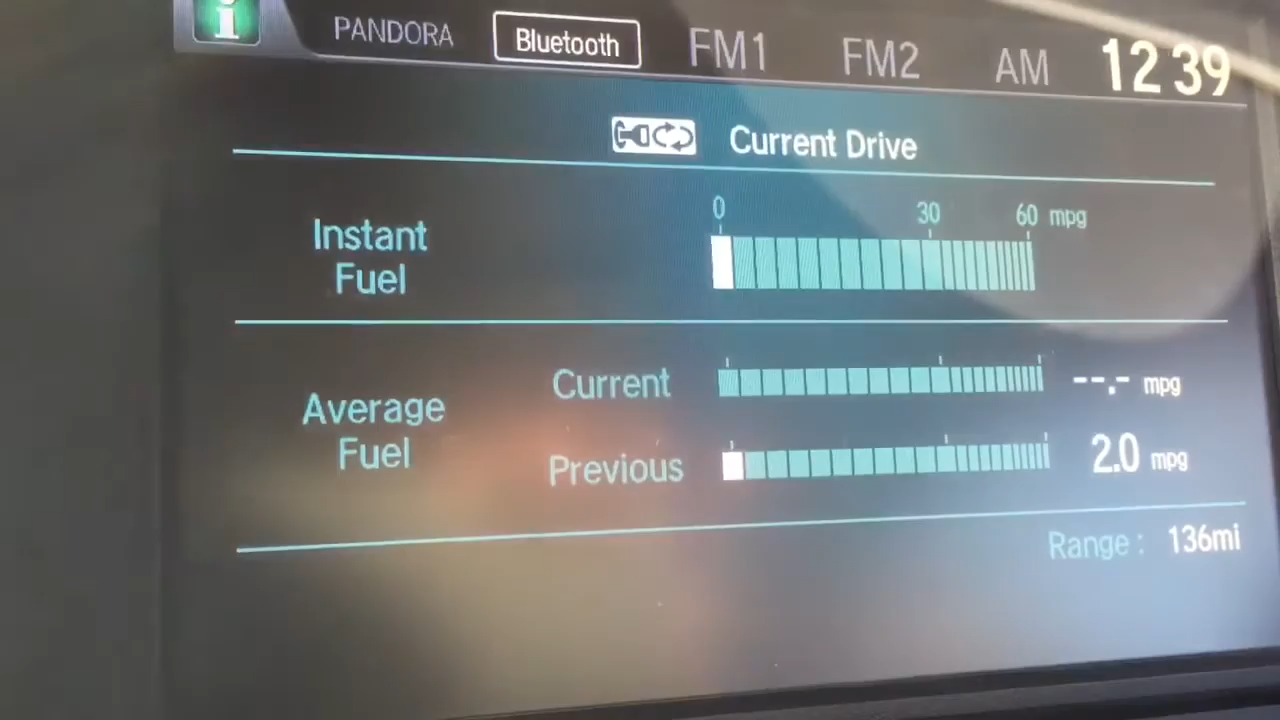 i PANDORA Bluetooth FM1 FM2 AM 12 39
Current Drive
0 30 60 mpg
Instant
Fuel
Average
Fuel
Current --.- mpg
Previous 2.0 mpg
Range : 136mi